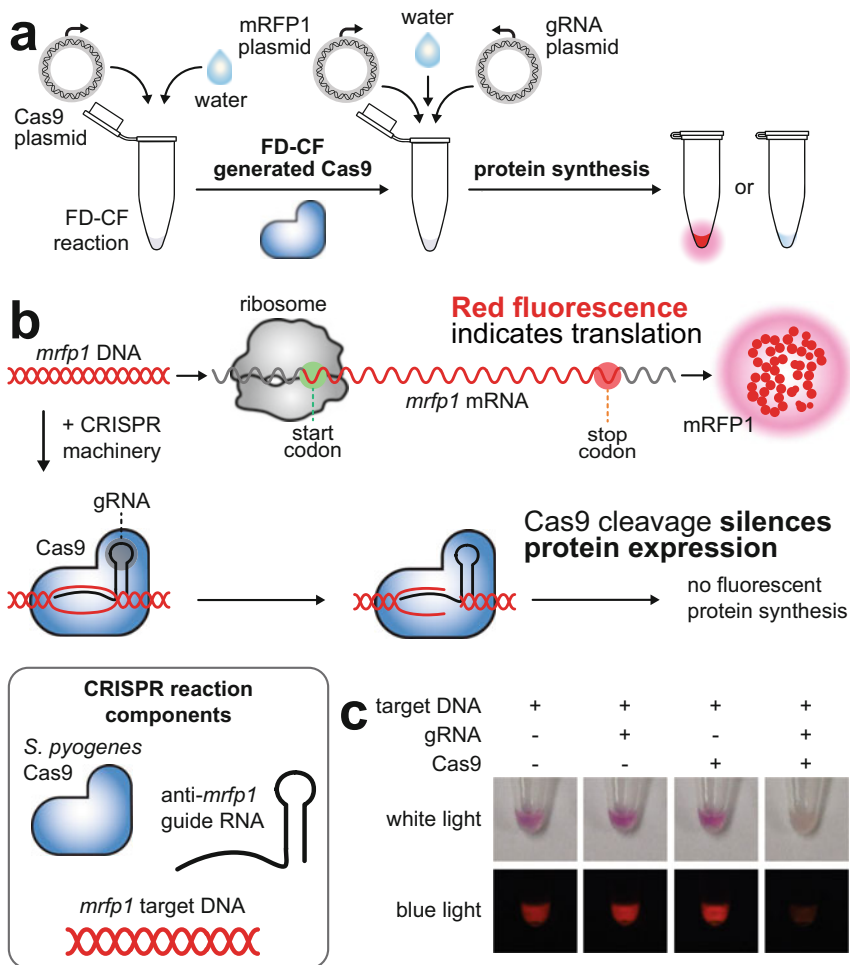 a
mRFP1
plasmid
water
gRNA
plasmid
Cas9
plasmid
water
FD-CF
generated Cas9
protein synthesis
FD-CF
reaction
or
b
ribosome
Red fluorescence
indicates translation
mrfp1 DNA
mrfp1 mRNA
start
codon
stop
codon
mRFP1
+ CRISPR
machinery
gRNA
Cas9
Cas9 cleavage silences
protein expression
no fluorescent
protein synthesis
CRISPR reaction
components
S. pyogenes
Cas9
anti-mrfp1
guide RNA
mrfp1 target DNA
c
target DNA + + + +
gRNA - + - +
Cas9 - - + +
white light
blue light